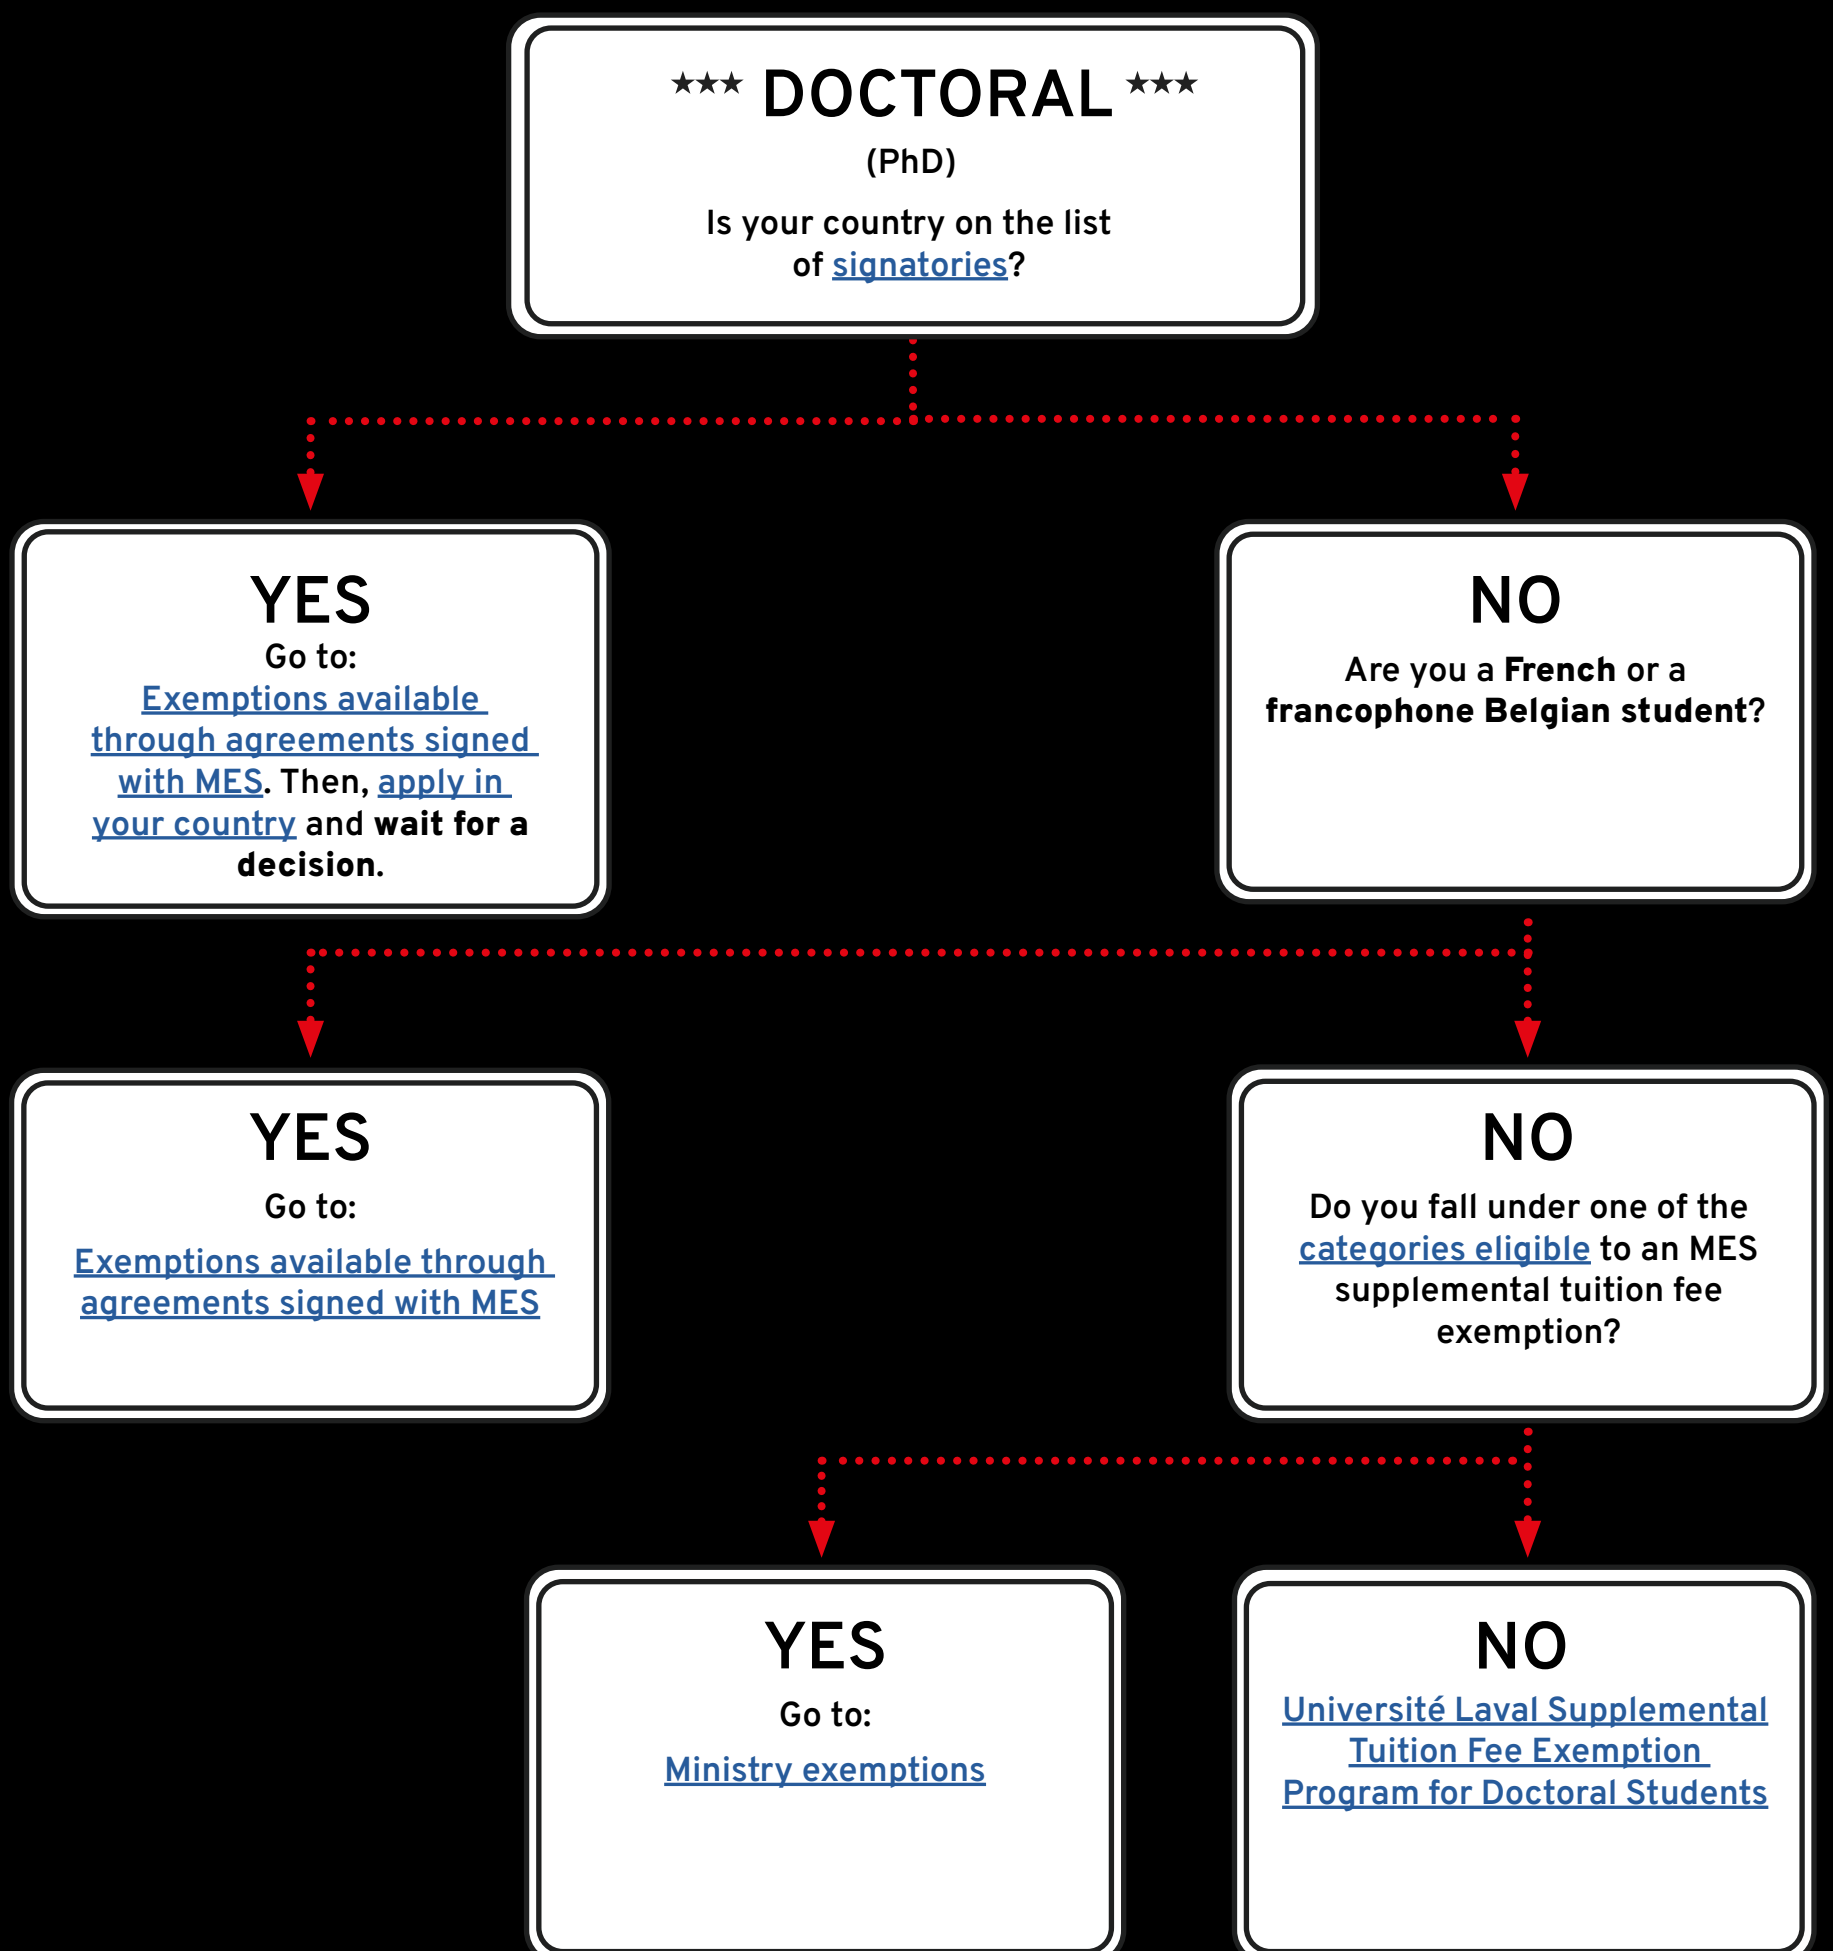 *** DOCTORAL ***
(PhD)
Is your country on the list
of signatories?
YES
Go to:
Exemptions available
through agreements signed
with MES. Then, apply in
your country and wait for a
decision.
NO
Are you a French or a
francophone Belgian student?
YES
Go to:
Exemptions available through
agreements signed with MES
NO
Do you fall under one of the
categories eligible to an MES
supplemental tuition fee
exemption?
YES
Go to:
Ministry exemptions
NO
Université Laval Supplemental
Tuition Fee Exemption
Program for Doctoral Students